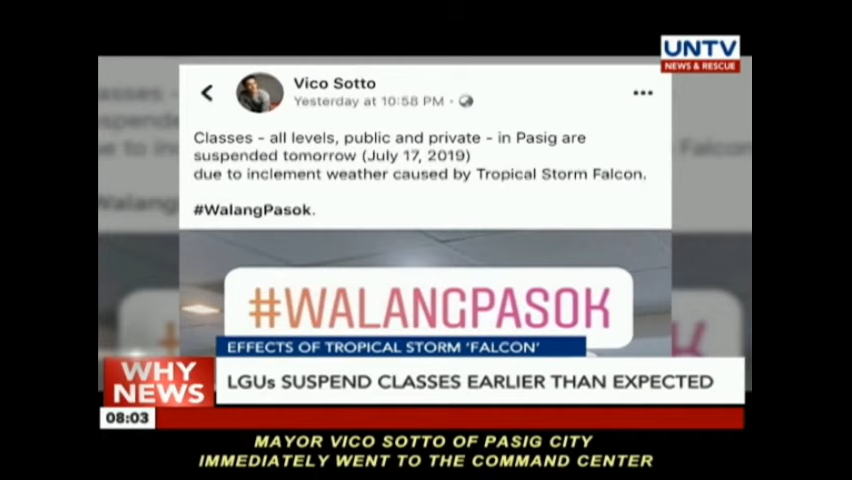 UNTV
NEWS & RESCUE
Vico Sotto
Yesterday at 10:58 PM
Classes - all levels, public and private - in Pasig are
suspended tomorrow (July 17, 2019)
due to inclement weather caused by Tropical Storm Falcon.
#WalangPasok.
#WALANGPASOK
EFFECTS OF TROPICAL STORM 'FALCON'
WHY
NEWS
LGUs SUSPEND CLASSES EARLIER THAN EXPECTED
08:03
MAYOR VICO SOTTO OF PASIG CITY
IMMEDIATELY WENT TO THE COMMAND CENTER